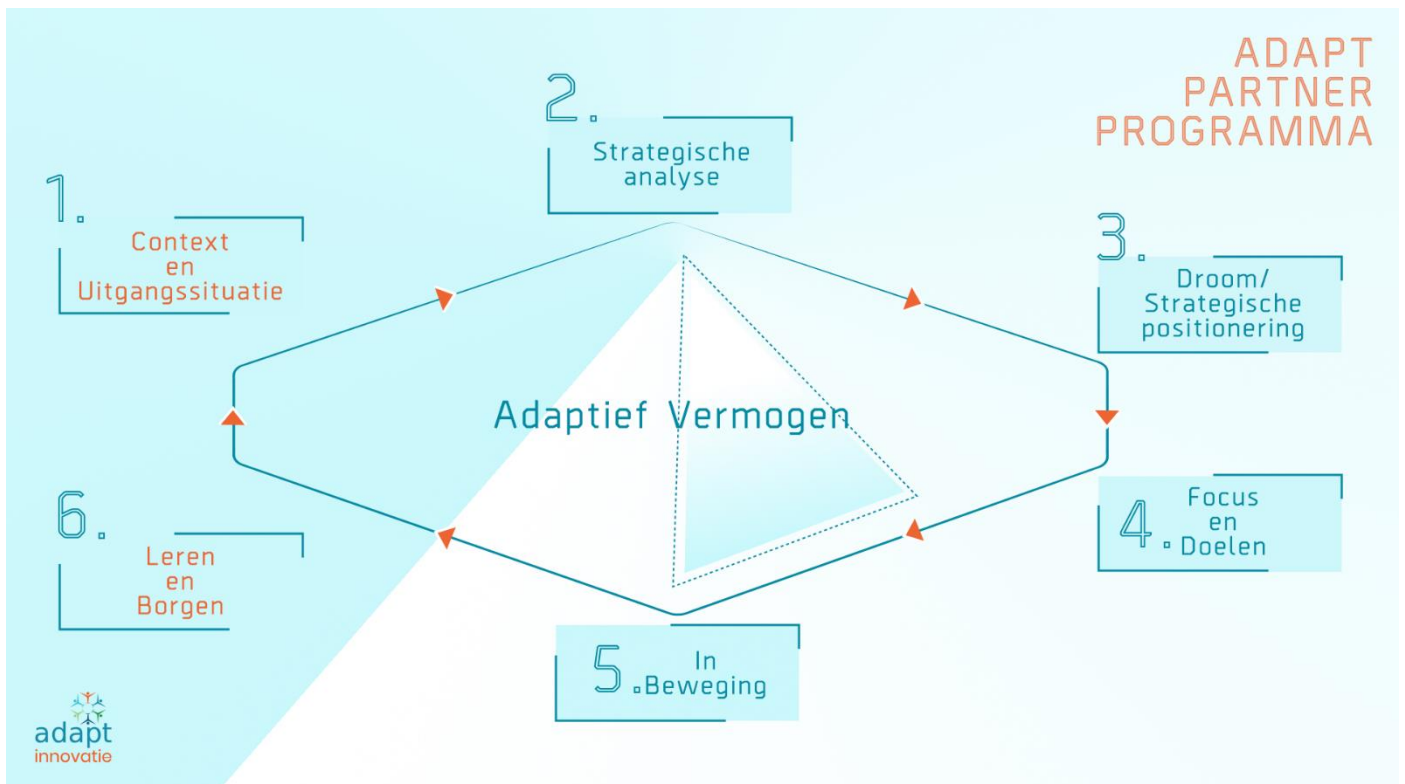 ADAPT
PARTNER
PROGRAMMA
1.
Context
en
Uitgangssituatie
2.
Strategische
analyse
3.
Droom/
Strategische
positionering
Adaptief Vermogen
4.
Focus
en
Doelen
5.
In
Beweging
6.
Leren
en
Borgen
adapt
innovatie